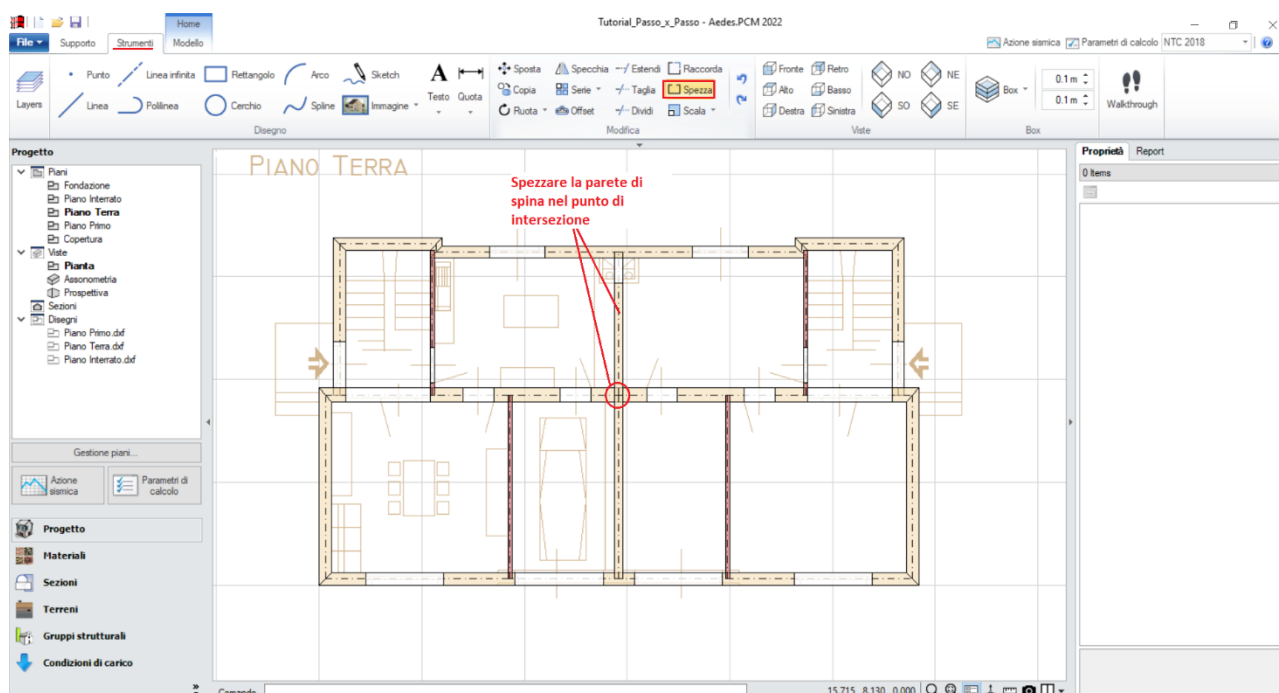 Home
Tutorial_Passo_x_Passo - Aedes.PCM 2022
File
Supporto
Strumenti
Modello
Azione sismica
Parametri di calcolo
NTC 2018
Layers
Punto
Linea infinita
Rettangolo
Arco
Sketch
Linea
Polilinea
Cerchio
Spline
Immagine
Testo
Quota
Disegno
Sposta
Specchia
Estendi
Raccorda
Copia
Serie
Taglia
Spezza
Ruota
Offset
Dividi
Scala
Modifica
Fronte
Retro
NO
NE
Alto
Basso
Destra
Sinistra
SO
SE
Viste
Box
0.1 m
0.1 m
Box
Walkthrough
Progetto
Piani
Fondazione
Piano Interrato
Piano Terra
Piano Primo
Copertura
Viste
Pianta
Assonometria
Prospettiva
Sezioni
Disegni
Piano Primo.dxf
Piano Terra.dxf
Piano Interrato.dxf
Gestione piani...
Azione
sismica
Parametri di
calcolo
Progetto
Materiali
Sezioni
Terreni
Gruppi strutturali
Condizioni di carico
PIANO TERRA
Spezzare la parete di
spina nel punto di
intersezione
Proprietà
Report
0 Items
Comando
15.715, 8.130, 0.000